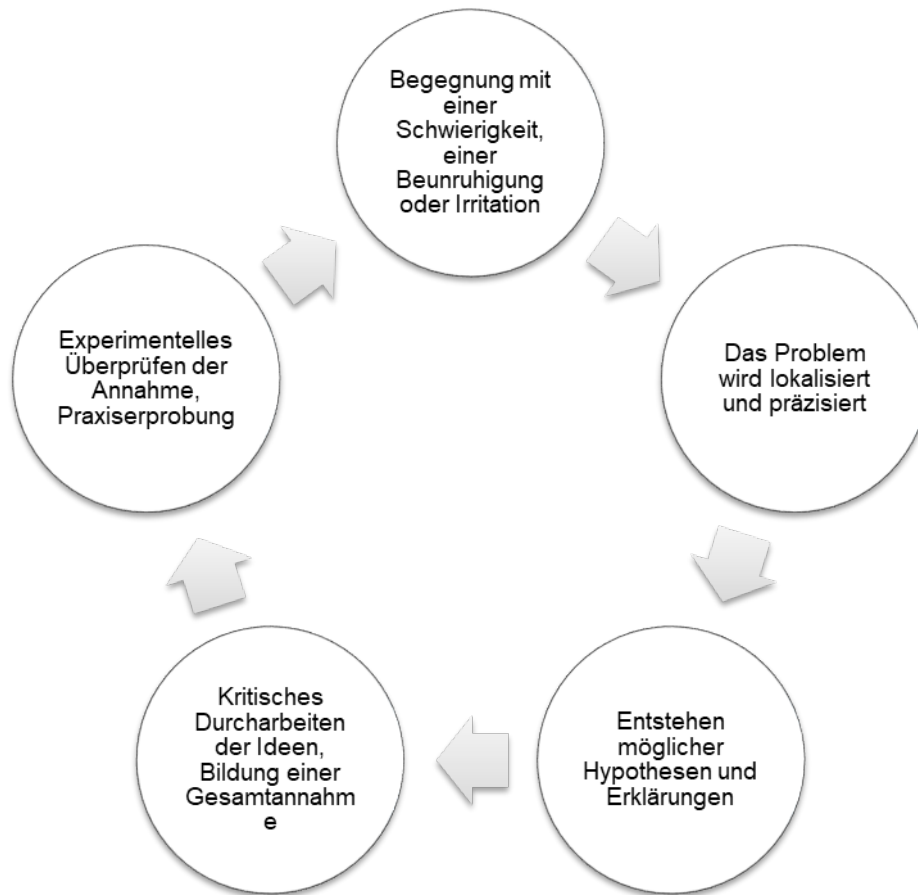 Begegnung mit
einer
Schwierigkeit,
einer
Beunruhigung
oder Irritation
Das Problem
wird lokalisiert
und präzisiert
Entstehen
möglicher
Hypothesen und
Erklärungen
Kritisches
Durcharbeiten
der Ideen,
Bildung einer
Gesamtannahm
e
Experimentelles
Überprüfen der
Annahme,
Praxiserprobung